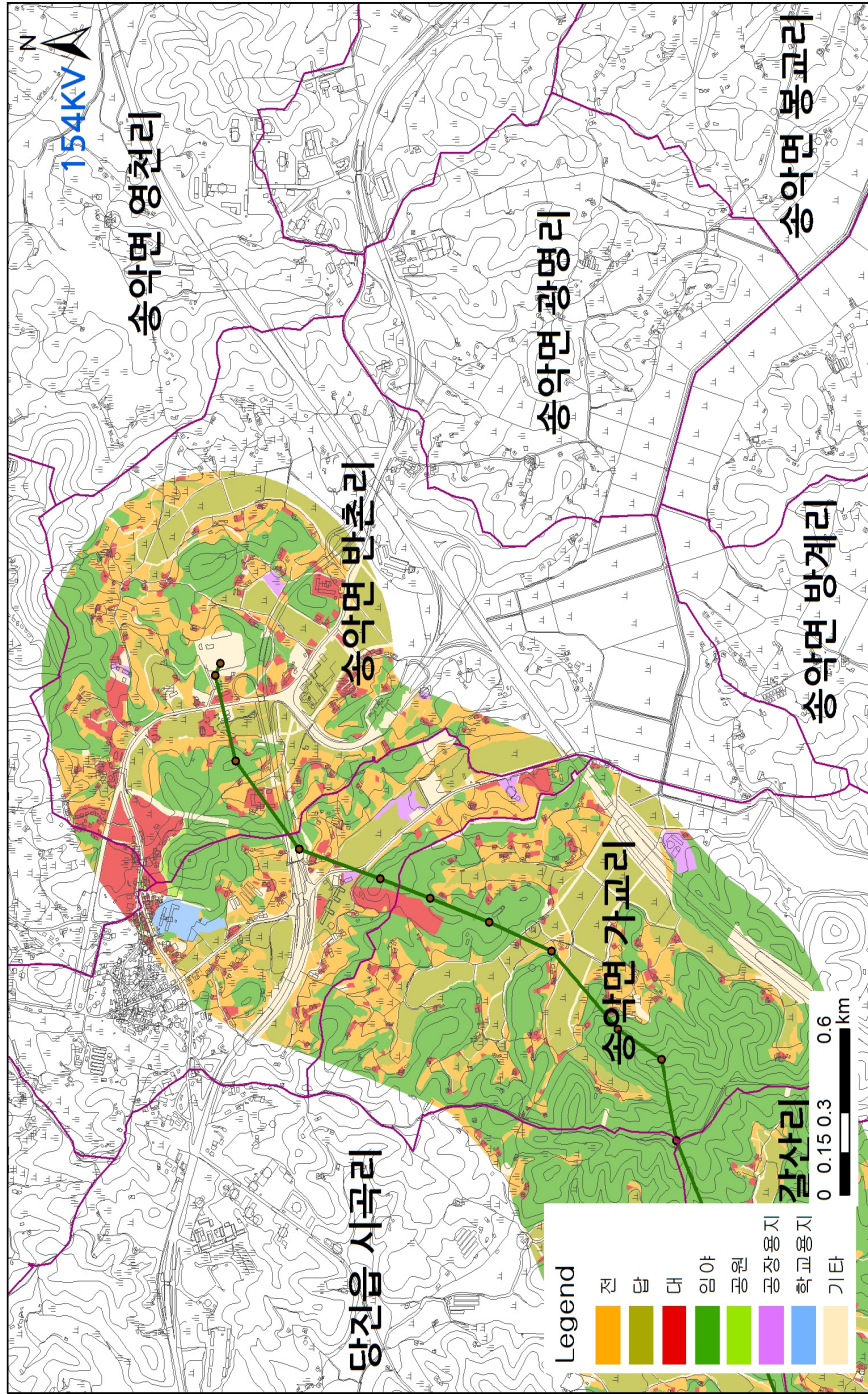 N
154KV
송악면 영천리
당진읍 시곡리
송악면 반촌리
송악면 광명리
송악면 가교리
송악면 봉교리
갈산리
송악면 방계리
Legend
전
답
대
임야
공원
공장용지
학교용지
기타
0 0.15 0.3 0.6
km